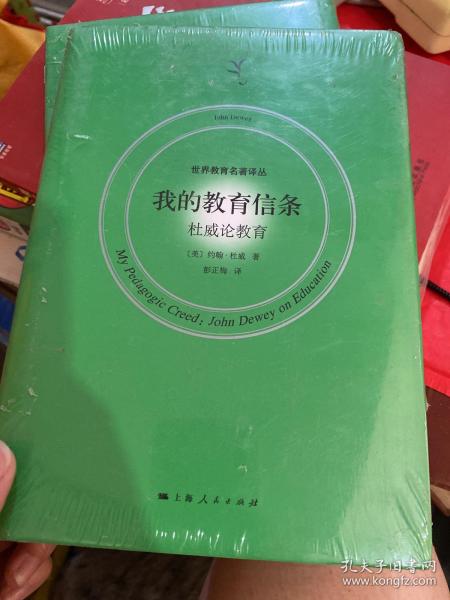 John Dewey
世界教育名著译丛
我的教育信条
杜威论教育
〔美〕约翰·杜威 著
彭正梅 译
My Pedagogic Creed: John Dewey on Education
上海人民出版社
孔夫子旧书网
www.kongfz.com